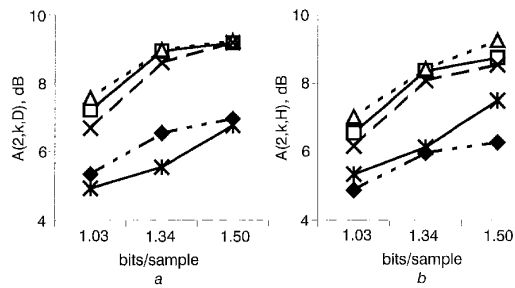 10
8
6
4
A(2,k,D), dB
1.03 1.34 1.50
bits/sample
a
10
8
6
4
A(2,k,H), dB
1.03 1.34 1.50
bits/sample
b